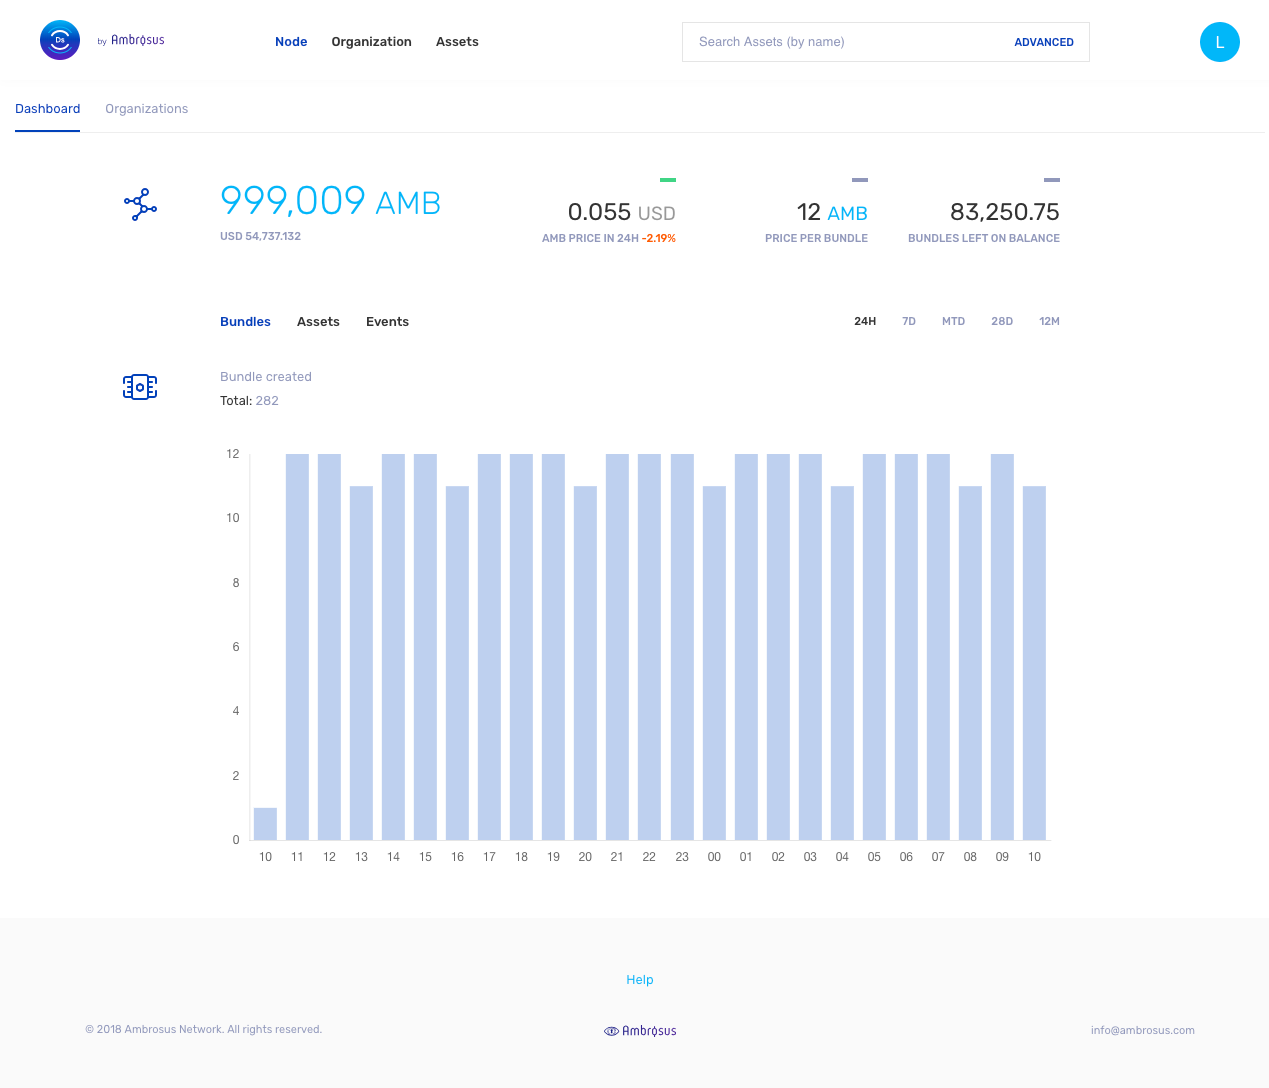 Ds by Ambrosus Node Organization Assets Search Assets (by name) ADVANCED L
Dashboard Organizations
999,009 AMB
USD 54,737.132
0.055 USD
AMB PRICE IN 24H -2.19%
12 AMB
PRICE PER BUNDLE
83,250.75
BUNDLES LEFT ON BALANCE
Bundles Assets Events 24H 7D MTD 28D 12M
Bundle created
Total: 282
12
10
8
6
4
2
0
10 11 12 13 14 15 16 17 18 19 20 21 22 23 00 01 02 03 04 05 06 07 08 09 10
Help
© 2018 Ambrosus Network. All rights reserved. Ambrosus info@ambrosus.com